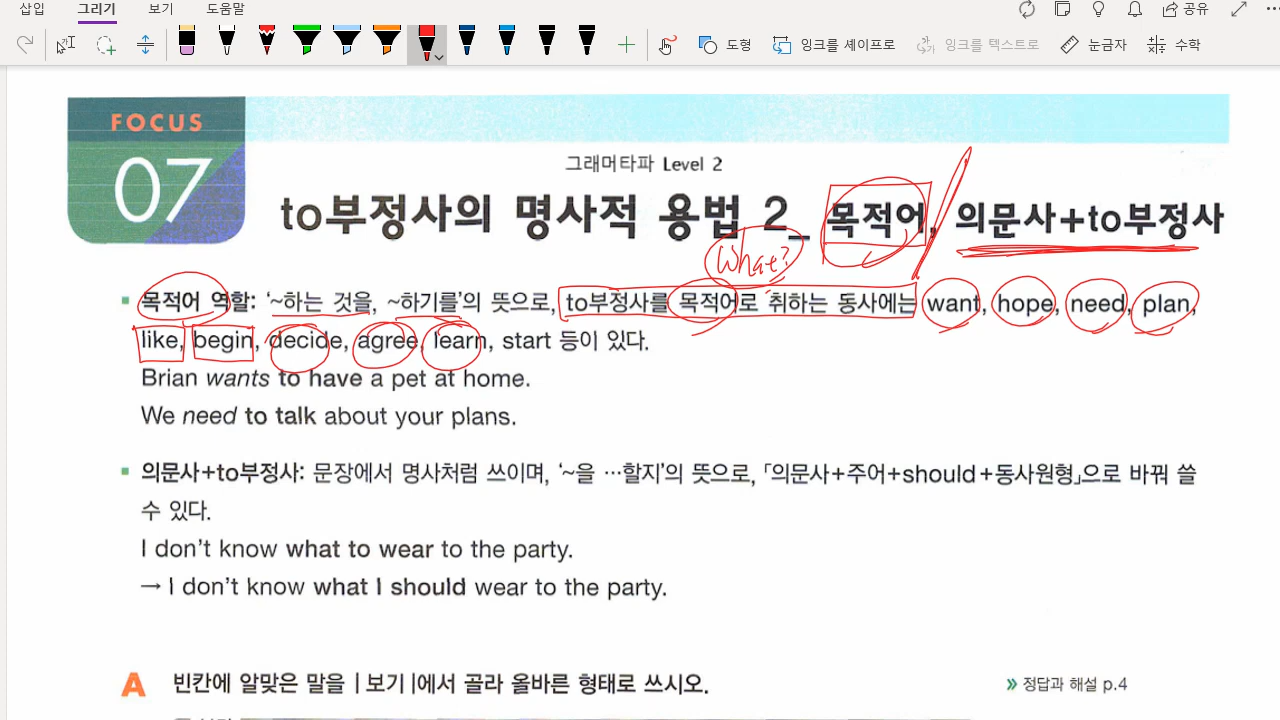 삽입 그리기 보기 도움말 공유
도형 잉크를 셰이프로 잉크를 텍스트로 눈금자 수학
FOCUS
07
그래머타파 Level 2
to부정사의 명사적 용법 2_ 목적어, 의문사+to부정사
What?
목적어 역할: '~하는 것을, ~하기를'의 뜻으로, to부정사를 목적어로 취하는 동사에는 want, hope, need, plan,
like, begin, decide, agree, learn, start 등이 있다.
Brian wants to have a pet at home.
We need to talk about your plans.
의문사+to부정사: 문장에서 명사처럼 쓰이며, '~을 …할지'의 뜻으로, 「의문사+주어+should+동사원형」으로 바꿔 쓸
수 있다.
I don't know what to wear to the party.
→ I don't know what I should wear to the party.
A 빈칸에 알맞은 말을 |보기|에서 골라 올바른 형태로 쓰시오. » 정답과 해설 p.4